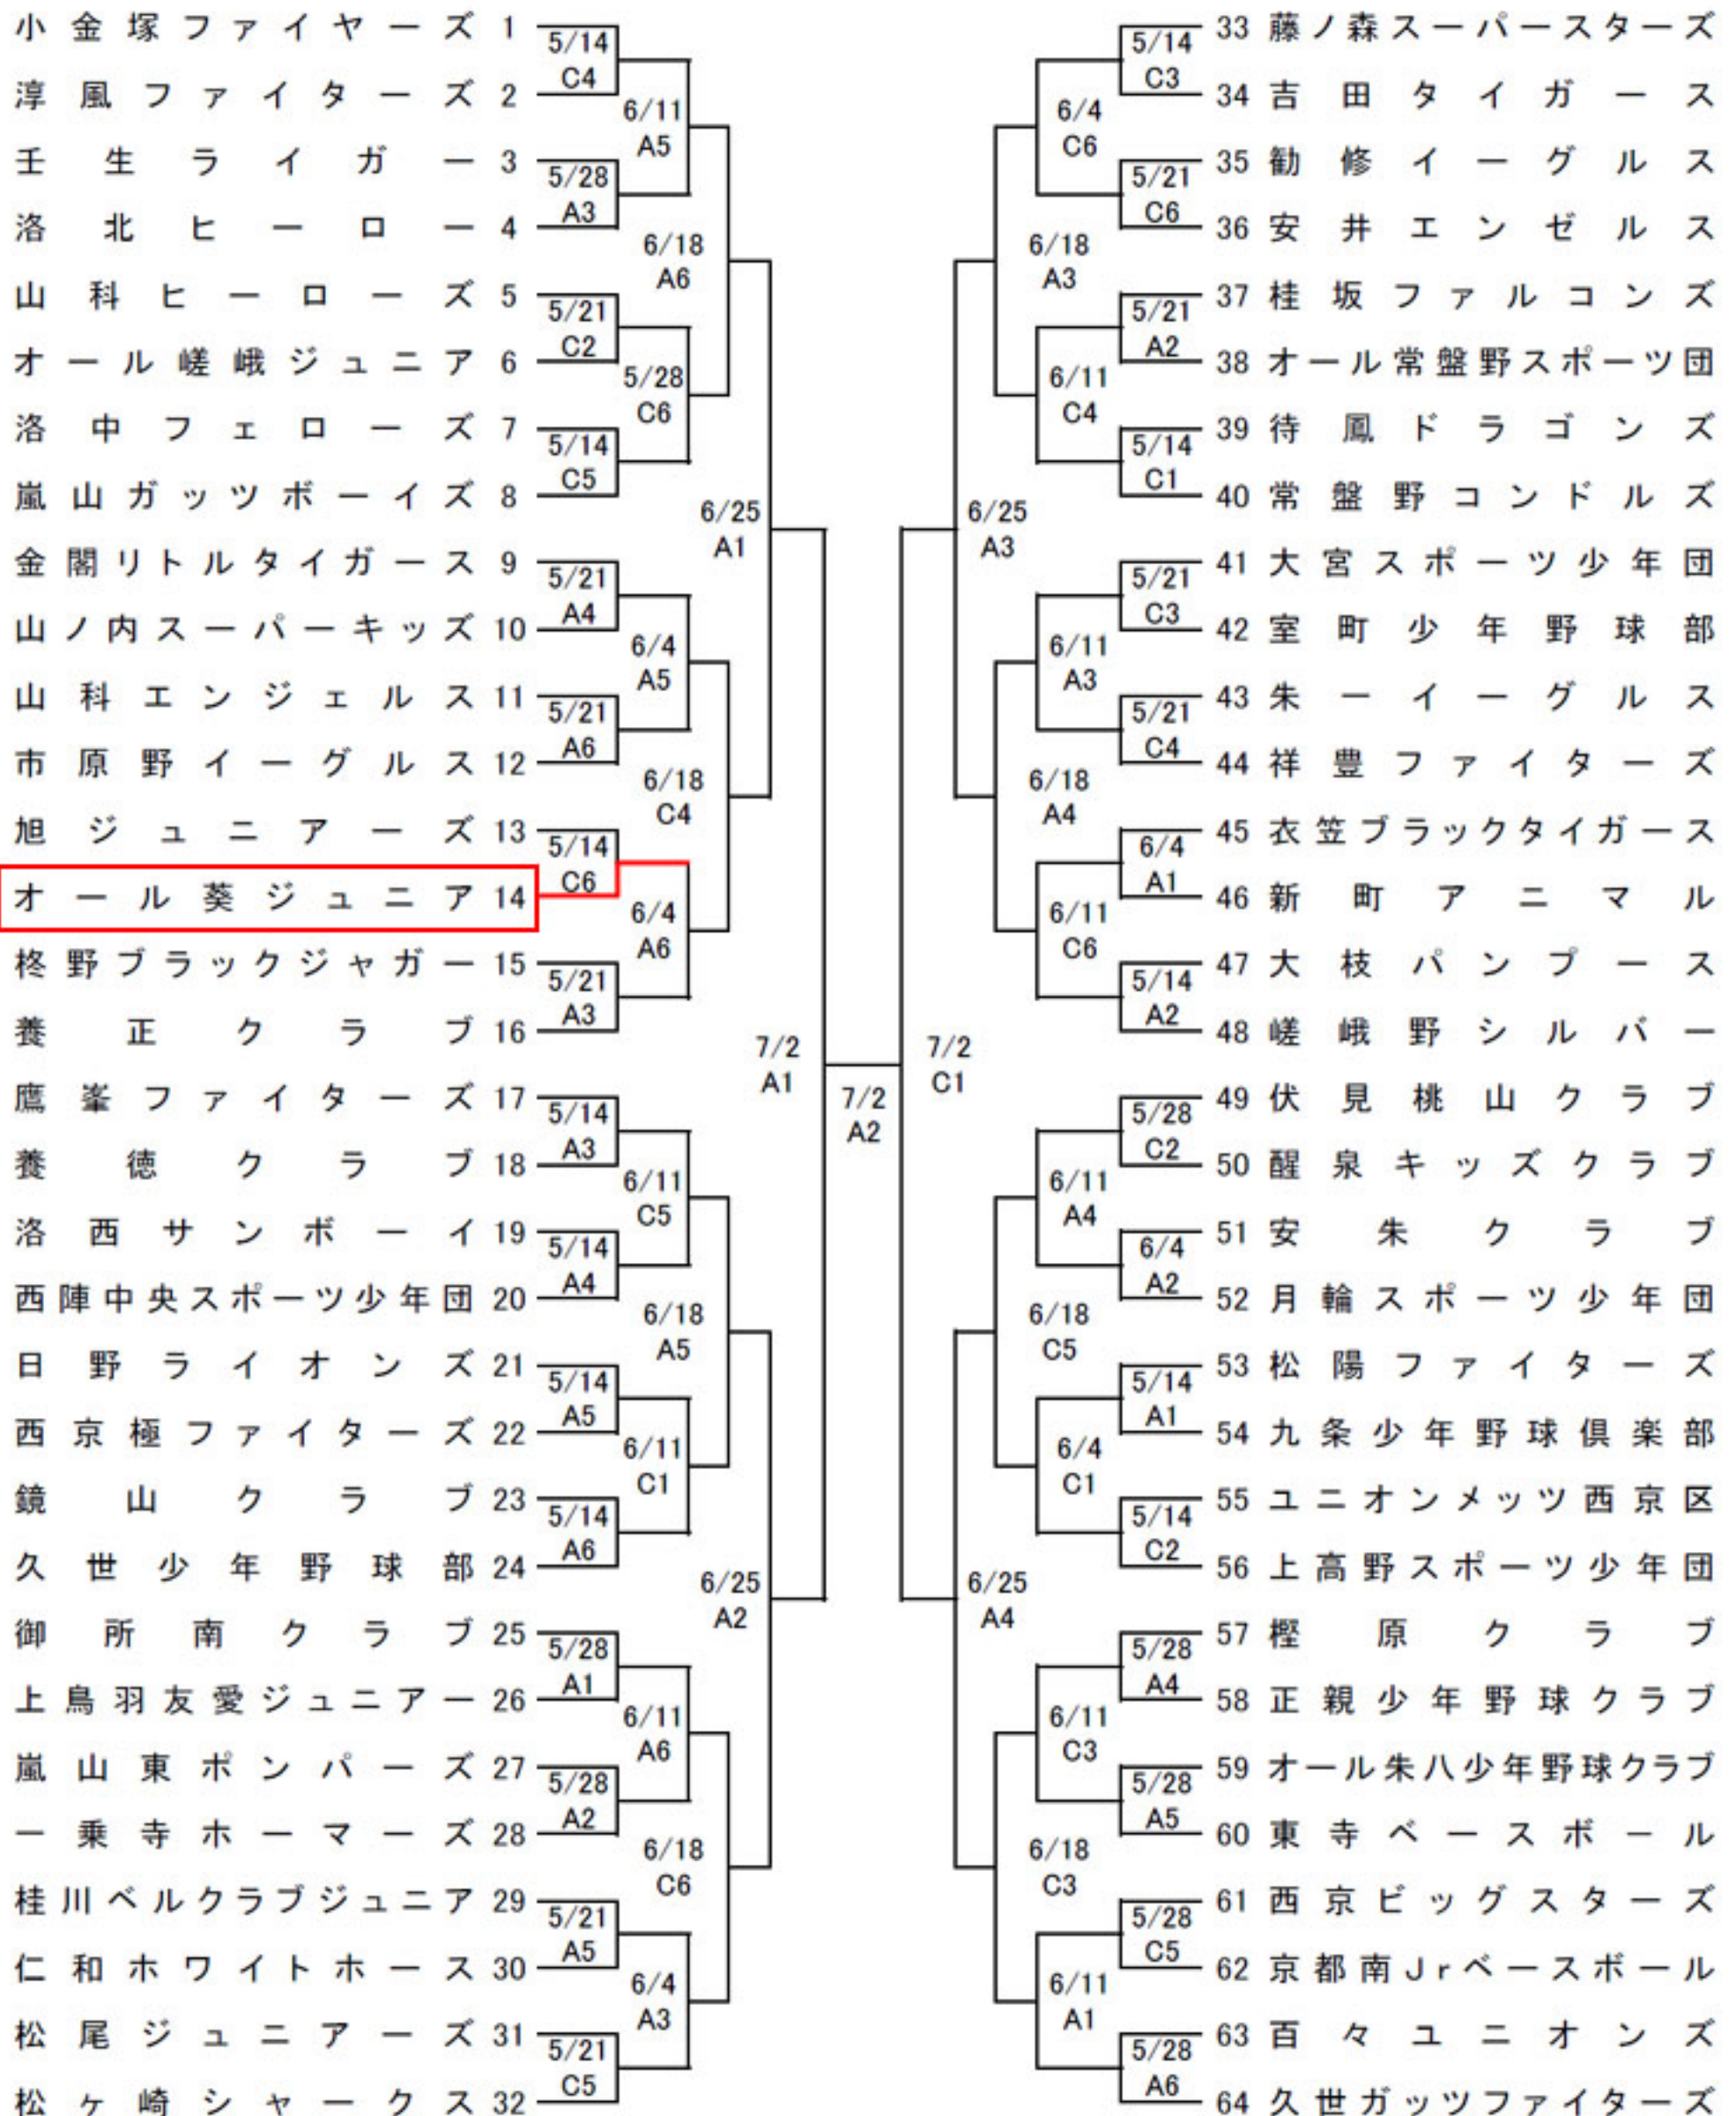 小金塚ファイヤーズ 1
5/14
C4
淳風ファイターズ 2
6/11
A5
壬生ライガー 3
5/28
A3
洛北ヒーロー 4
6/18
A6
山科ヒーローズ 5
5/21
C2
オール嵯峨ジュニア 6
5/28
C6
洛中フェローズ 7
5/14
C5
嵐山ガッツボーイズ 8
6/25
A1
金閣リトルタイガース 9
5/21
A4
山ノ内スーパーキッズ 10
6/4
A5
山科エンジェルス 11
5/21
A6
市原野イーグルス 12
6/18
C4
旭ジュニアーズ 13
5/14
C6
オール葵ジュニア 14
6/4
A6
柊野ブラックジャガー 15
5/21
A3
養正クラブ 16
7/2
A1
鷹峯ファイターズ 17
5/14
A3
養徳クラブ 18
6/11
C5
洛西サンボーイ 19
5/14
A4
西陣中央スポーツ少年団 20
6/18
A5
日野ライオンズ 21
5/14
A5
西京極ファイターズ 22
6/11
C1
鏡山クラブ 23
5/14
A6
久世少年野球部 24
6/25
A2
御所南クラブ 25
5/28
A1
上鳥羽友愛ジュニアー 26
6/11
A6
嵐山東ポンパーズ 27
5/28
A2
一乗寺ホーマーズ 28
6/18
C6
桂川ベルクラブジュニア 29
5/21
A5
仁和ホワイトホース 30
6/4
A3
松尾ジュニアーズ 31
5/21
C5
松ヶ崎シャークス 32
7/2
A2
33 藤ノ森スーパースターズ
5/14
C3
34 吉田タイガース
6/4
C6
35 勧修イーグルス
5/21
C6
36 安井エンゼルス
6/18
A3
37 桂坂ファルコンズ
5/21
A2
38 オール常盤野スポーツ団
6/11
C4
39 待鳳ドラゴンズ
5/14
C1
40 常盤野コンドルズ
6/25
A3
41 大宮スポーツ少年団
5/21
C3
42 室町少年野球部
6/11
A3
43 朱一イーグルス
5/21
C4
44 祥豊ファイターズ
6/18
A4
45 衣笠ブラックタイガース
6/4
A1
46 新町アニマル
6/11
C6
47 大枝パンプース
5/14
A2
48 嵯峨野シルバー
7/2
C1
49 伏見桃山クラブ
5/28
C2
50 醒泉キッズクラブ
6/11
A4
51 安朱クラブ
6/4
A2
52 月輪スポーツ少年団
6/18
C5
53 松陽ファイターズ
5/14
A1
54 九条少年野球倶楽部
6/4
C1
55 ユニオンメッツ西京区
5/14
C2
56 上高野スポーツ少年団
6/25
A4
57 樫原クラブ
5/28
A4
58 正親少年野球クラブ
6/11
C3
59 オール朱八少年野球クラブ
5/28
A5
60 東寺ベースボール
6/18
C3
61 西京ビッグスターズ
5/28
C5
62 京都南Jrベースボール
6/11
A1
63 百々ユニオンズ
5/28
A6
64 久世ガッツファイターズ